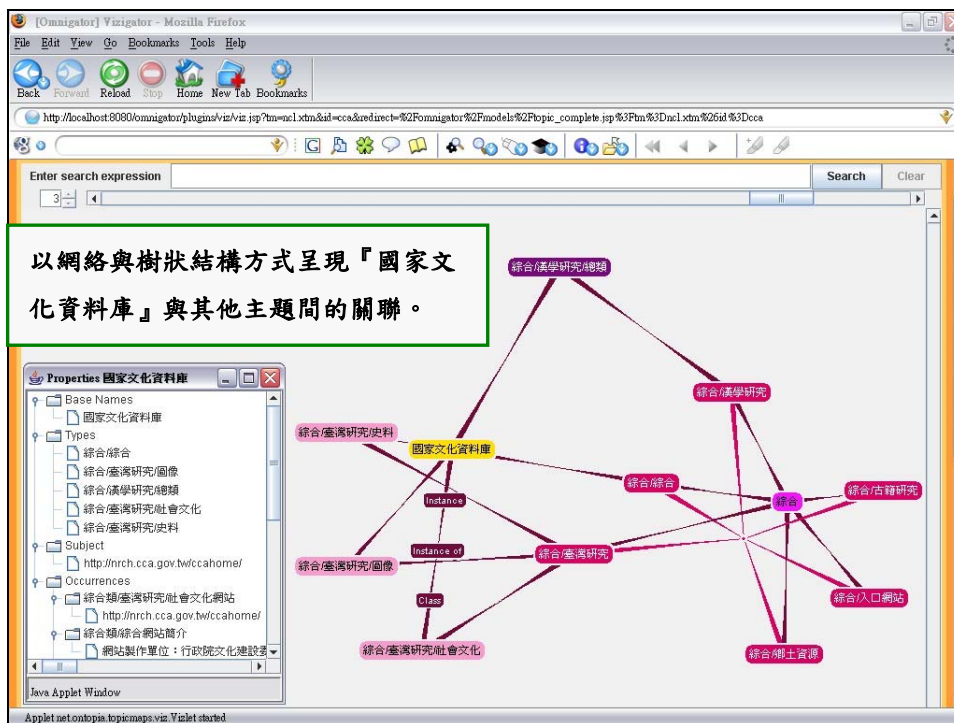 [Omnigator] Vizigator - Mozilla Firefox
File Edit View Go Bookmarks Tools Help
Back Forward Reload Stop Home New Tab Bookmarks
http://localhost:8080/omnigator/plugins/viz/viz.jsp?tm=ncl.xtm&id=cca&redirect=%2Fomnigator%2Fmodels%2Ftopic_complete.jsp%3Ftm%3Dncl.xtm%26id%3Dcca
G
Enter search expression Search Clear
3
以網絡與樹狀結構方式呈現『國家文
化資料庫』與其他主題間的關聯。
綜合/漢學研究/總類
綜合/漢學研究
綜合/臺灣研究/史料
國家文化資料庫
綜合/綜合
綜合/古籍研究
綜合
Instance
Instance of
綜合/臺灣研究
綜合/臺灣研究/圖像
Class
綜合/入口網站
綜合/臺灣研究/社會文化
綜合/鄉土資源
Properties 國家文化資料庫
Base Names
國家文化資料庫
Types
綜合/綜合
綜合/臺灣研究/圖像
綜合/漢學研究/總類
綜合/臺灣研究/社會文化
綜合/臺灣研究/史料
Subject
http://nrch.cca.gov.tw/ccahome/
Occurrences
綜合類/臺灣研究/社會文化網站
http://nrch.cca.gov.tw/ccahome/
綜合類/綜合網站簡介
網站製作單位：行政院文化建設委
Java Applet Window
Applet net.ontopia.topicmaps.viz.Vizlet started